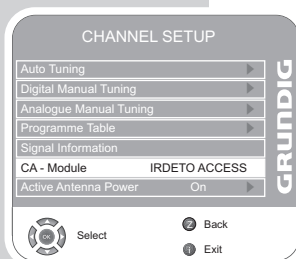 CHANNEL SETUP
Auto Tuning
Digital Manual Tuning
Analogue Manual Tuning
Programme Table
Signal Information
CA - Module IRDETO ACCESS
Active Antenna Power On
GRUNDIG
OK
Select
Z Back
i Exit